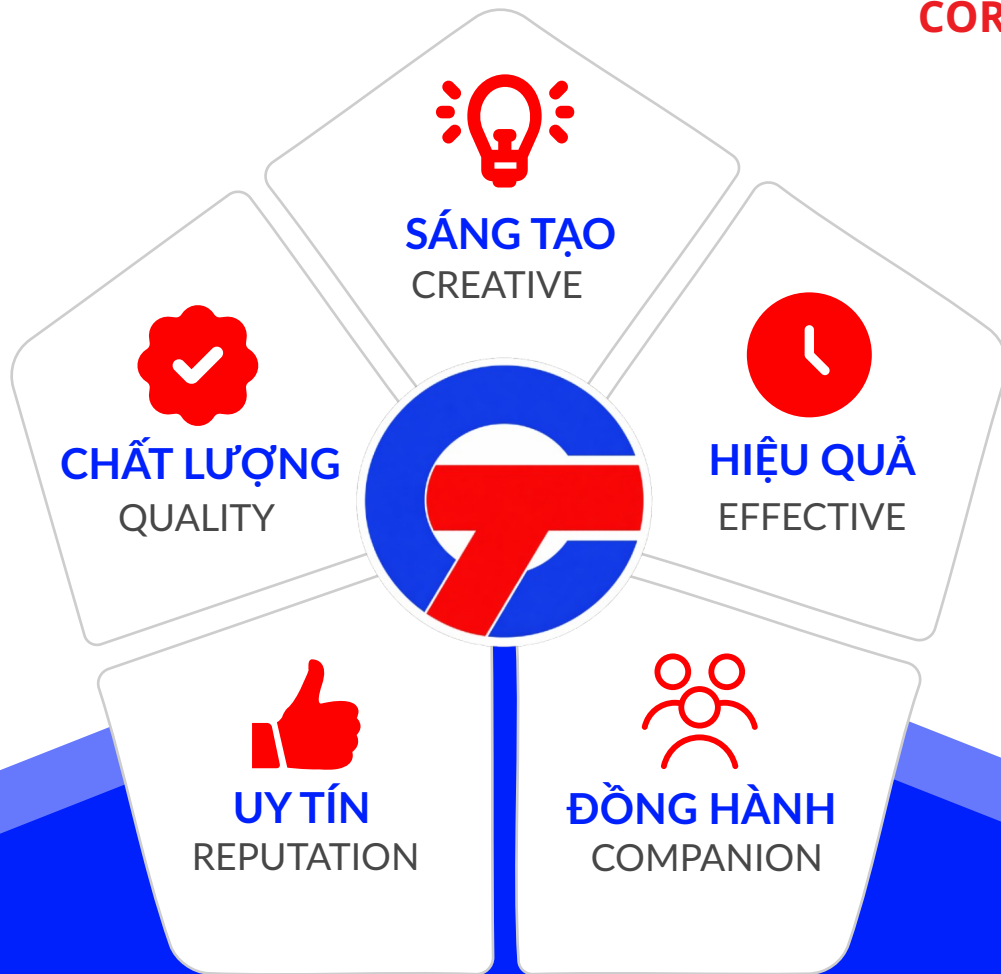 COR
SÁNG TẠO
CREATIVE
CHẤT LƯỢNG
QUALITY
HIỆU QUẢ
EFFECTIVE
UY TÍN
REPUTATION
ĐỒNG HÀNH
COMPANION